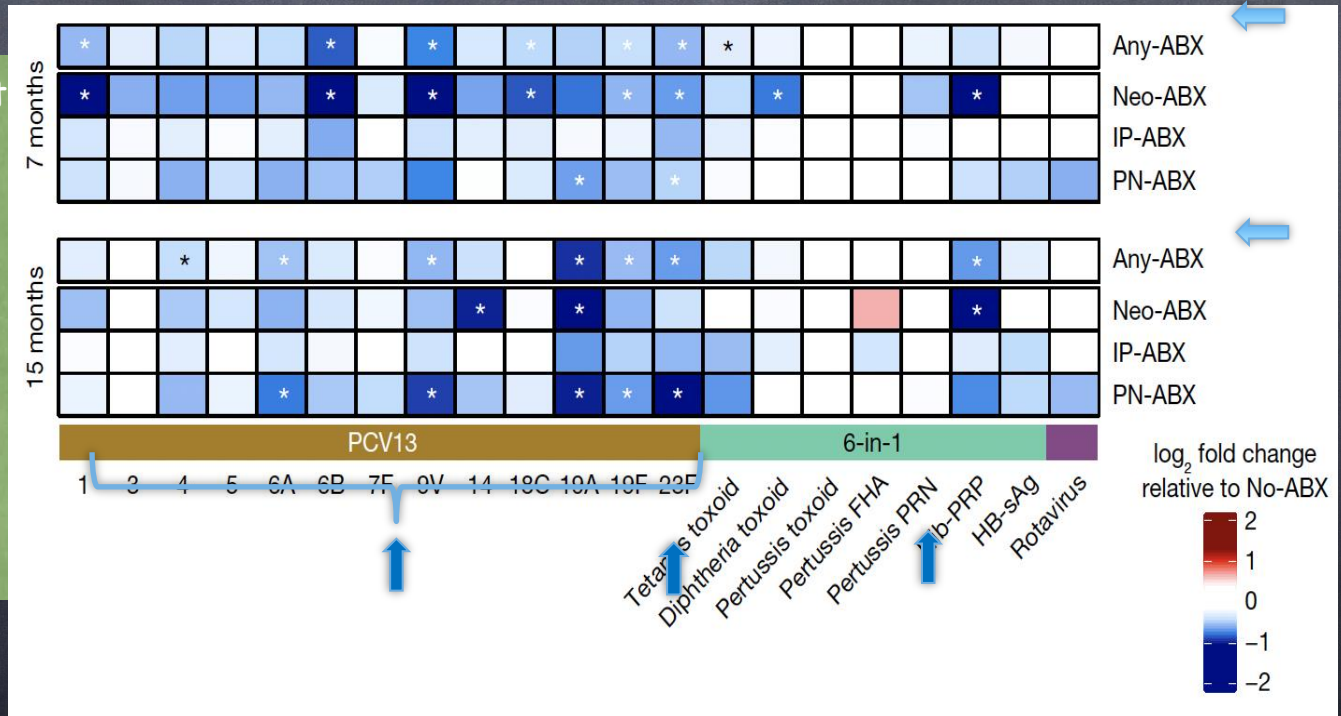 7 months
* * * * * * * * Any-ABX
* * * * * * * * Neo-ABX
IP-ABX
* * PN-ABX
15 months
* * * * * * * Any-ABX
* * * Neo-ABX
IP-ABX
* * * * * PN-ABX
PCV13 6-in-1
1 3 4 5 6A 6B 7F 9V 14 18C 19A 19F 23F
Tetanus toxoid
Diphtheria toxoid
Pertussis toxoid
Pertussis FHA
Pertussis PRN
Hib-PRP
HB-sAg
Rotavirus
log₂ fold change
relative to No-ABX
2
1
0
−1
−2